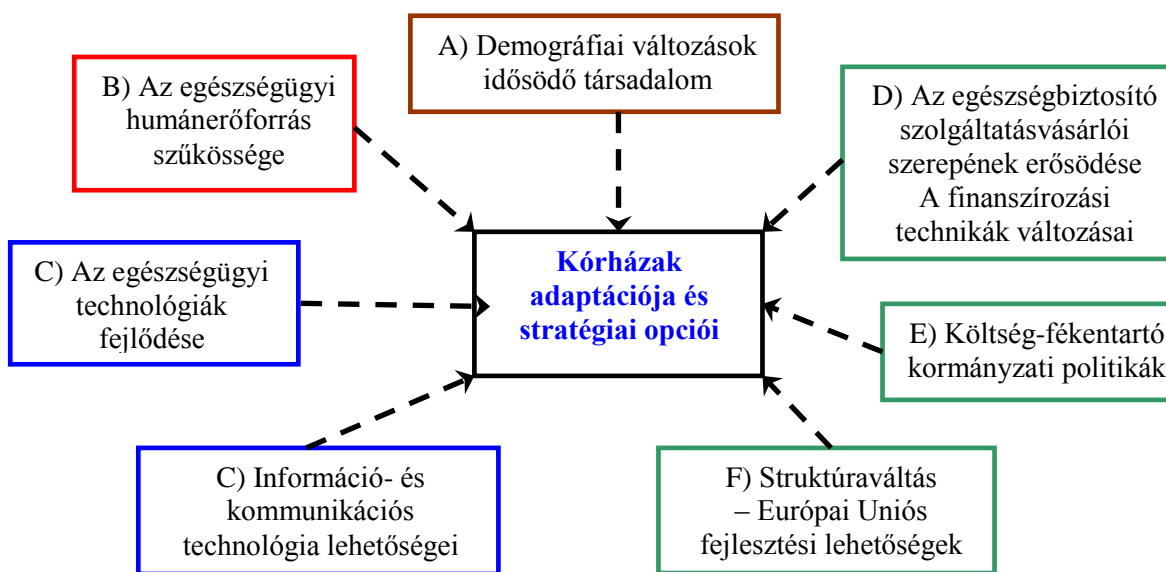 A) Demográfiai változások
idősödő társadalom
B) Az egészségügyi
humánerőforrás
szűkössége
D) Az egészségbiztosító
szolgáltatásvásárlói
szerepének erősödése
A finanszírozási
technikák változásai
Kórházak
adaptációja és
stratégiai opciói
C) Az egészségügyi
technológiák
fejlődése
E) Költség-fékentartó
kormányzati politikák
C) Információ- és
kommunikációs
technológia lehetőségei
F) Struktúraváltás
– Európai Uniós
fejlesztési lehetőségek